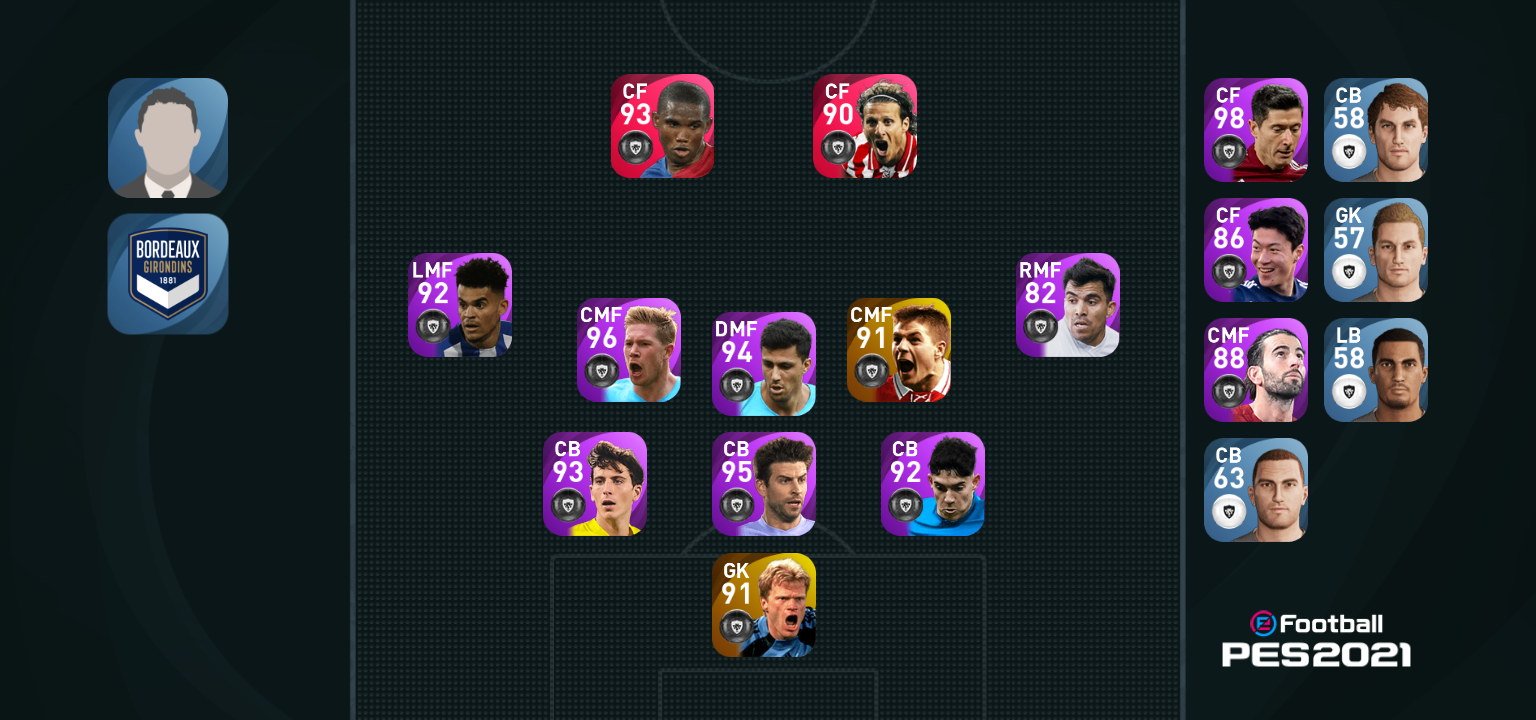 BORDEAUX
GIRONDINS
1881
CF
93
CF
90
LMF
92
CMF
96
DMF
94
CMF
91
RMF
82
CB
93
CB
95
CB
92
GK
91
CF
98
CB
58
CF
86
GK
57
CMF
88
LB
58
CB
63
eFootball
PES2021